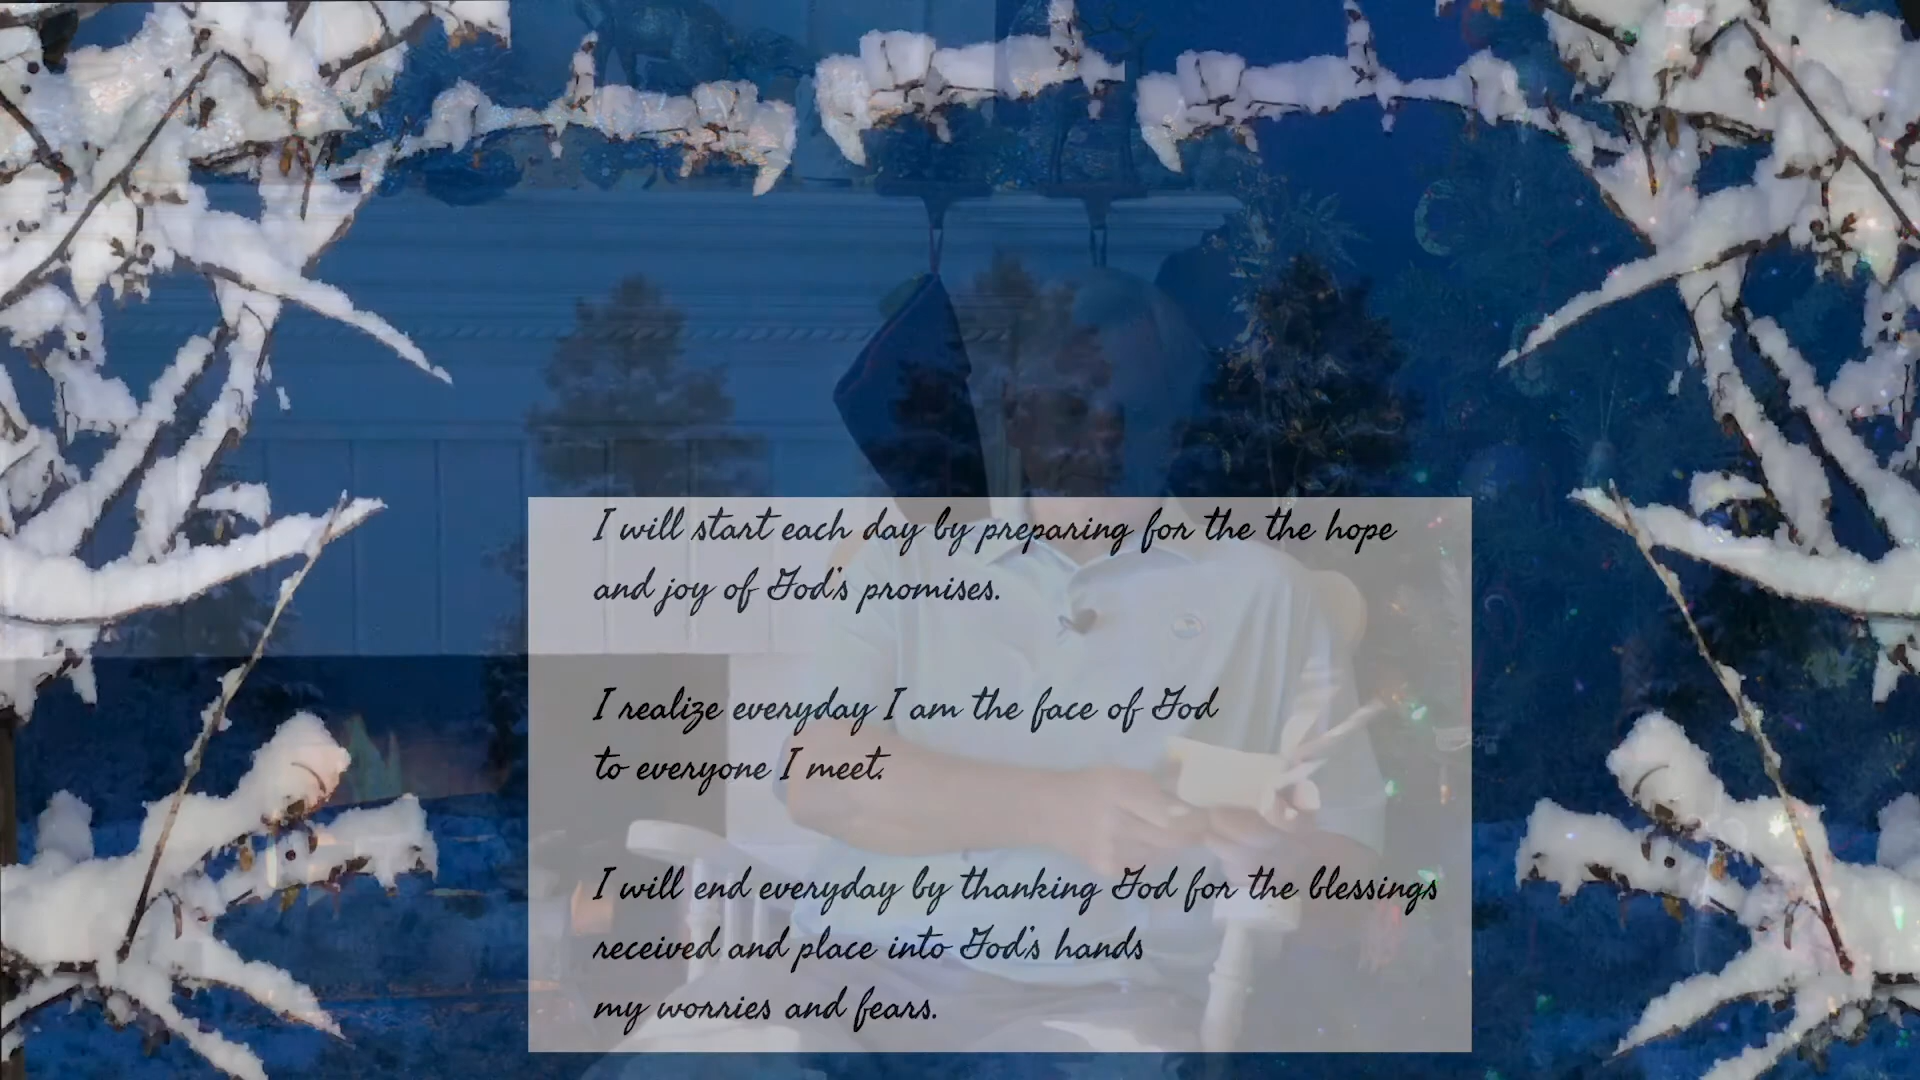 I will start each day by preparing for the the hope
and joy of God's promises.
I realize everyday I am the face of God
to everyone I meet.
I will end everyday by thanking God for the blessings
received and place into God's hands
my worries and fears.